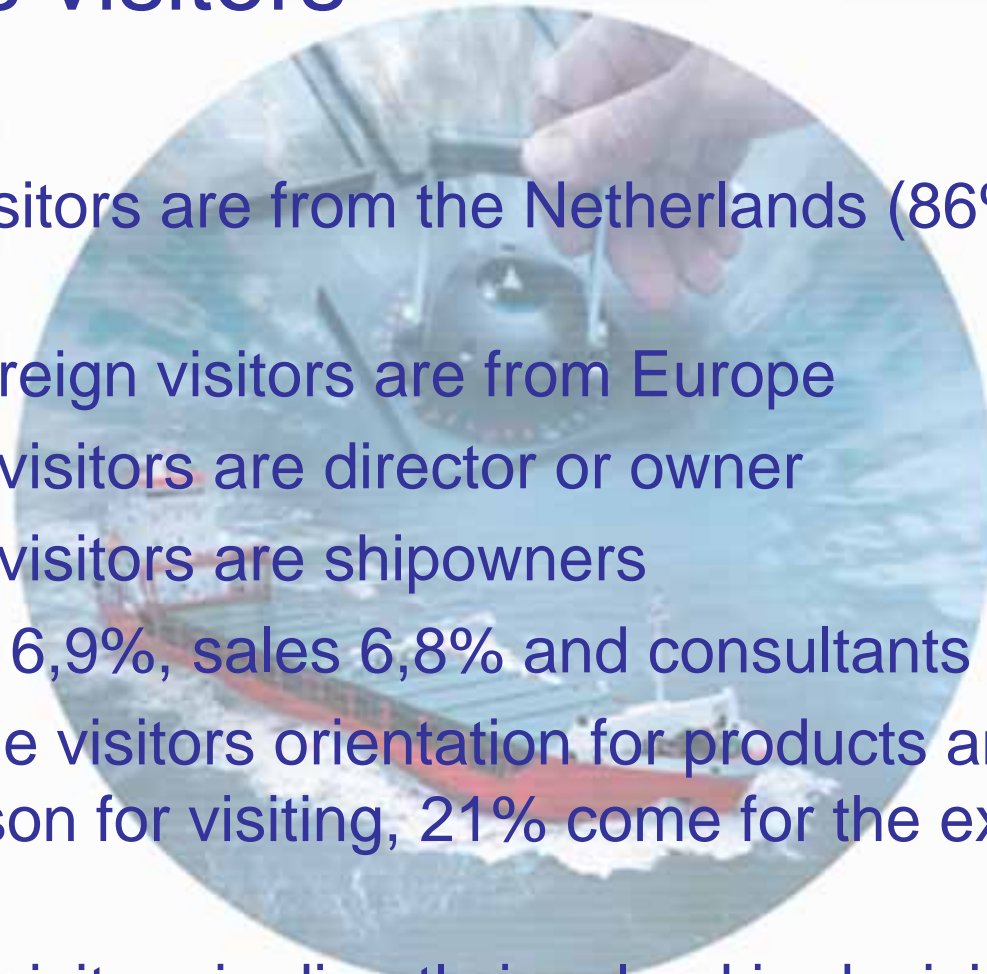 visitors
sitors are from the Netherlands (86%
reign visitors are from Europe
visitors are director or owner
visitors are shipowners
6,9%, sales 6,8% and consultants
e visitors orientation for products a
son for visiting, 21% come for the ex